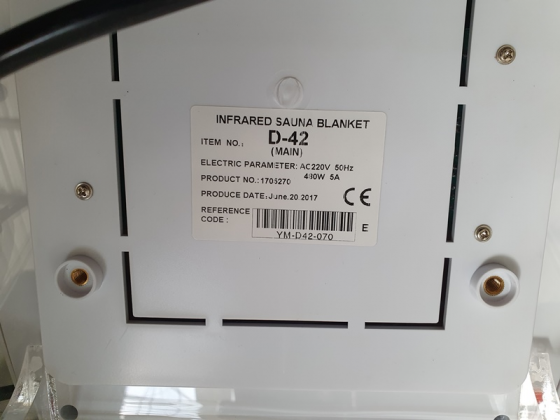 INFRARED SAUNA BLANKET
ITEM NO.: D-42
(MAIN)
ELECTRIC PARAMETER: AC220V 50Hz
480W 5A
PRODUCT NO.:1706270
PRODUCE DATE:June.20.2017
CE
REFERENCE
CODE :
E
YM-D42-070